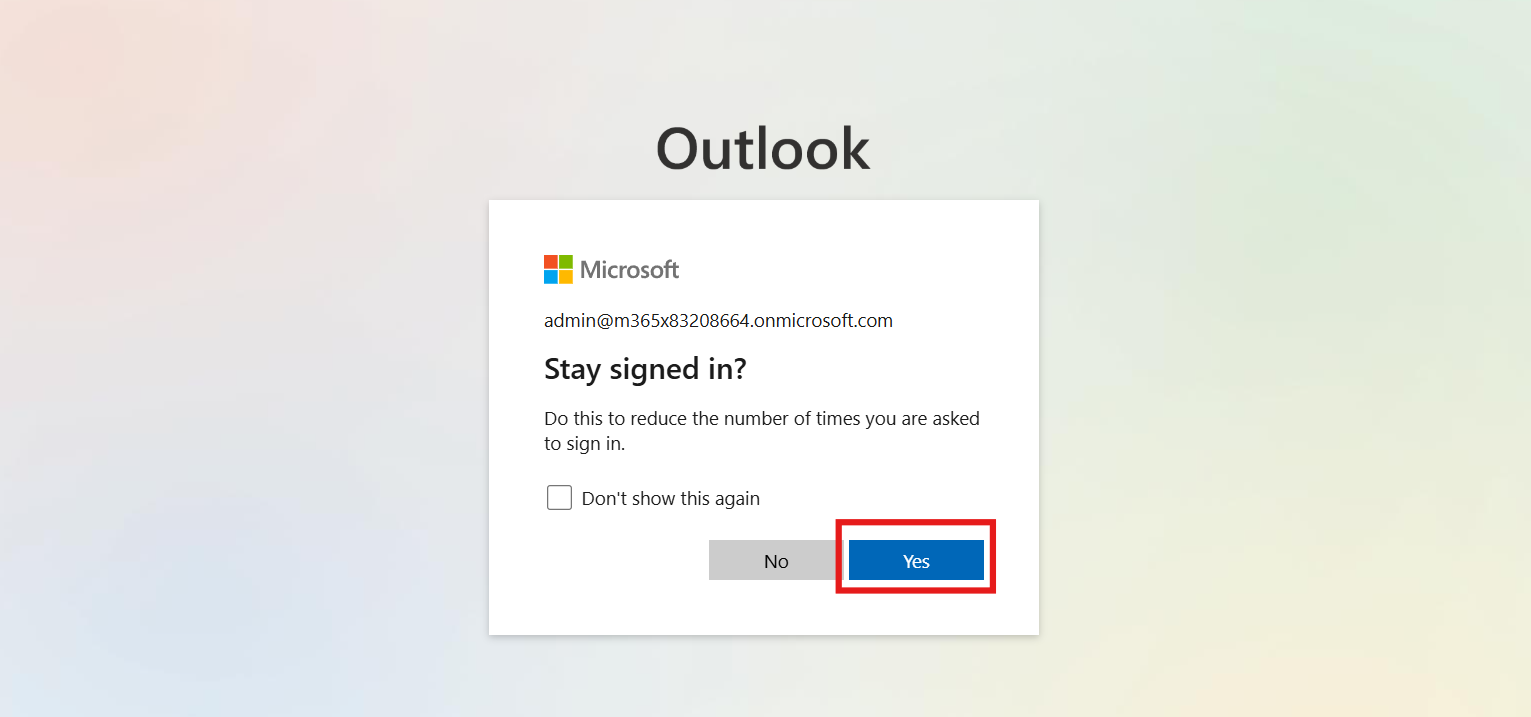 Outlook
Microsoft
admin@m365x83208664.onmicrosoft.com
Stay signed in?
Do this to reduce the number of times you are asked
to sign in.
Don't show this again
No
Yes